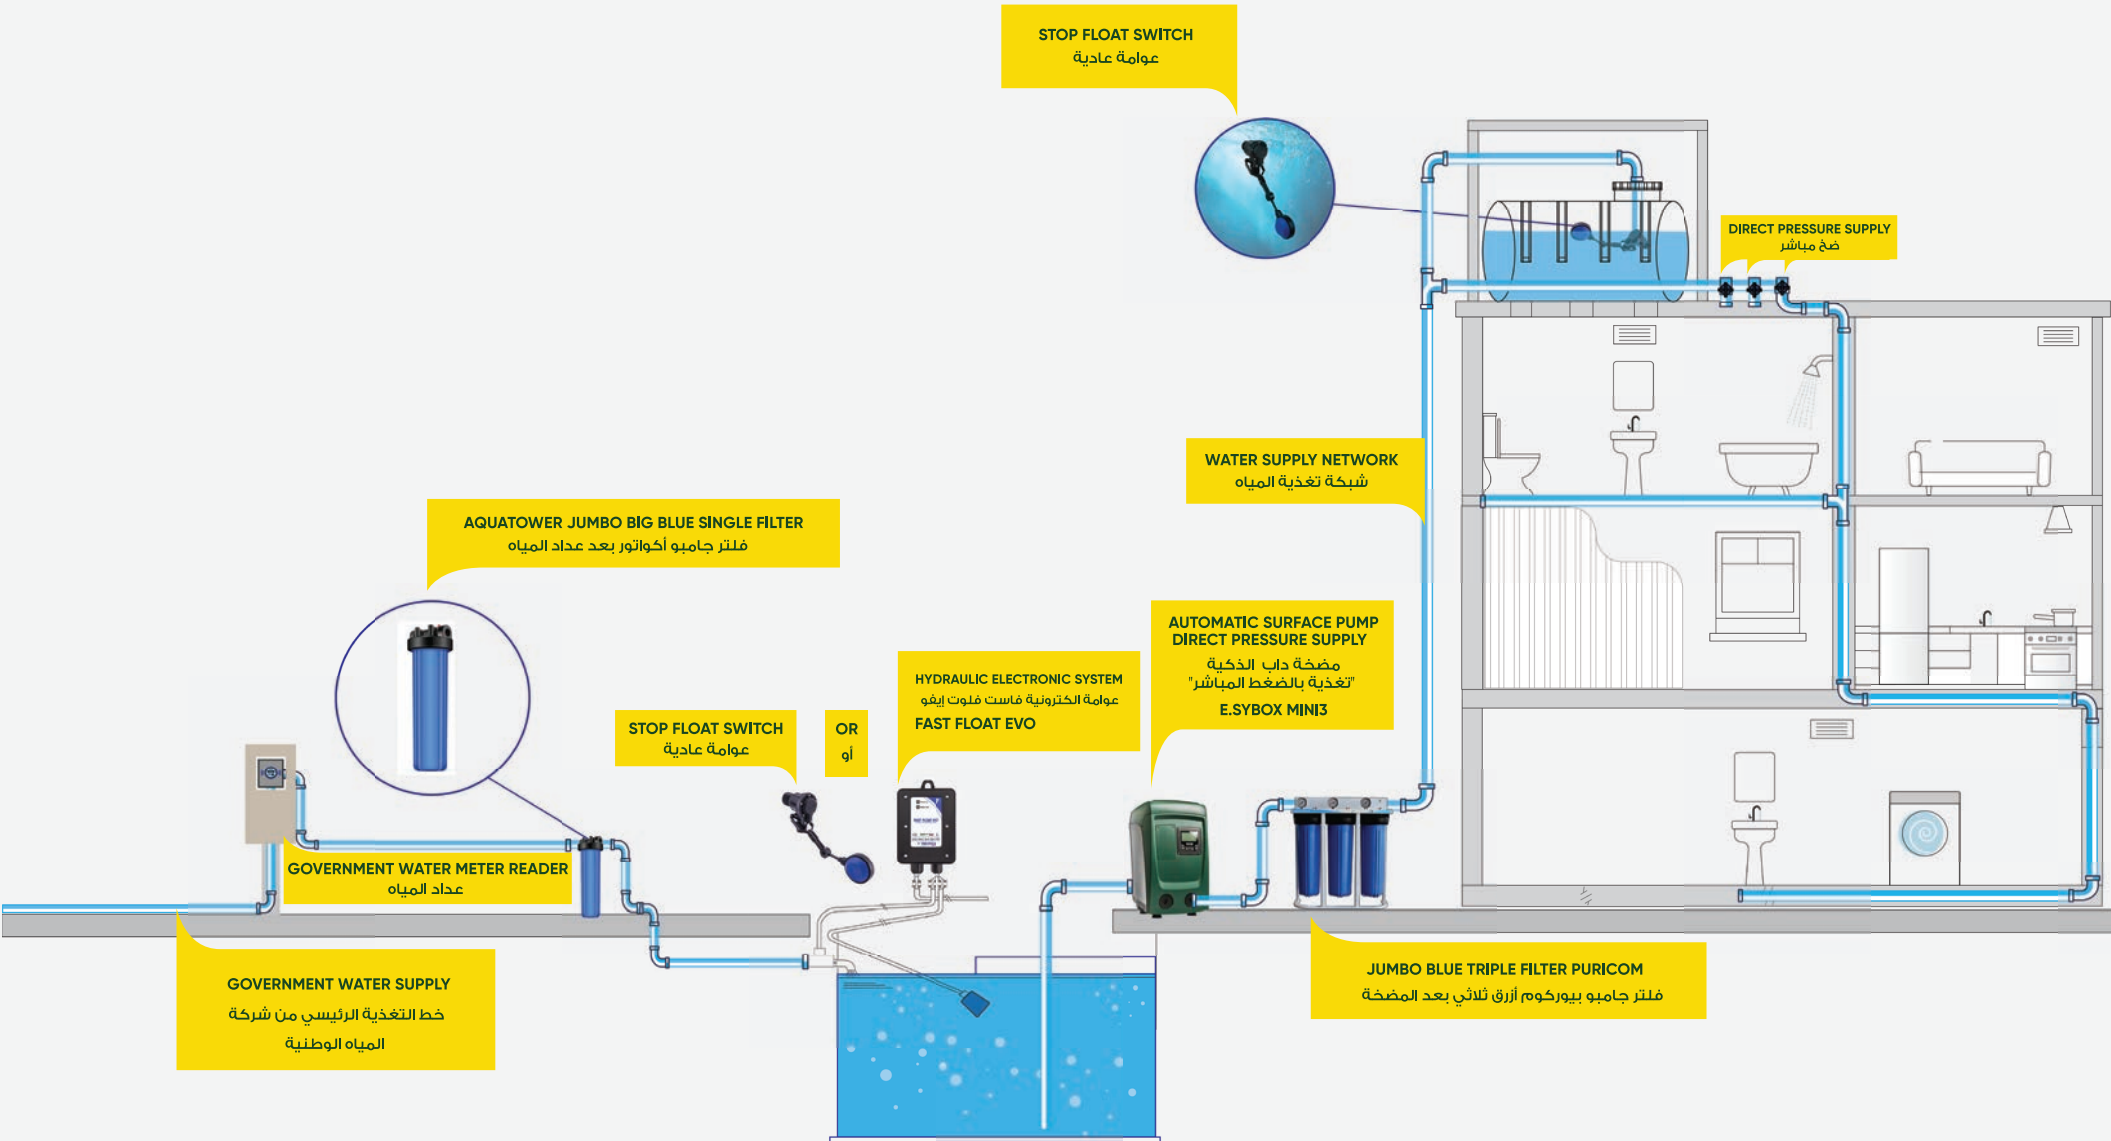 STOP FLOAT SWITCH
عوامة عادية
DIRECT PRESSURE SUPPLY
ضخ مباشر
WATER SUPPLY NETWORK
شبكة تغذية المياه
AQUATOWER JUMBO BIG BLUE SINGLE FILTER
فلتر جامبو أكواتور بعد عداد المياه
AUTOMATIC SURFACE PUMP
DIRECT PRESSURE SUPPLY
مضخة داب الذكية
"تغذية بالضغط المباشر"
E.SYBOX MINI3
HYDRAULIC ELECTRONIC SYSTEM
عوامة الكترونية فاست فلوت إيفو
FAST FLOAT EVO
STOP FLOAT SWITCH
عوامة عادية
OR
أو
GOVERNMENT WATER METER READER
عداد المياه
GOVERNMENT WATER SUPPLY
خط التغذية الرئيسي من شركة
المياه الوطنية
JUMBO BLUE TRIPLE FILTER PURICOM
فلتر جامبو بيوركوم أزرق ثلاثي بعد المضخة